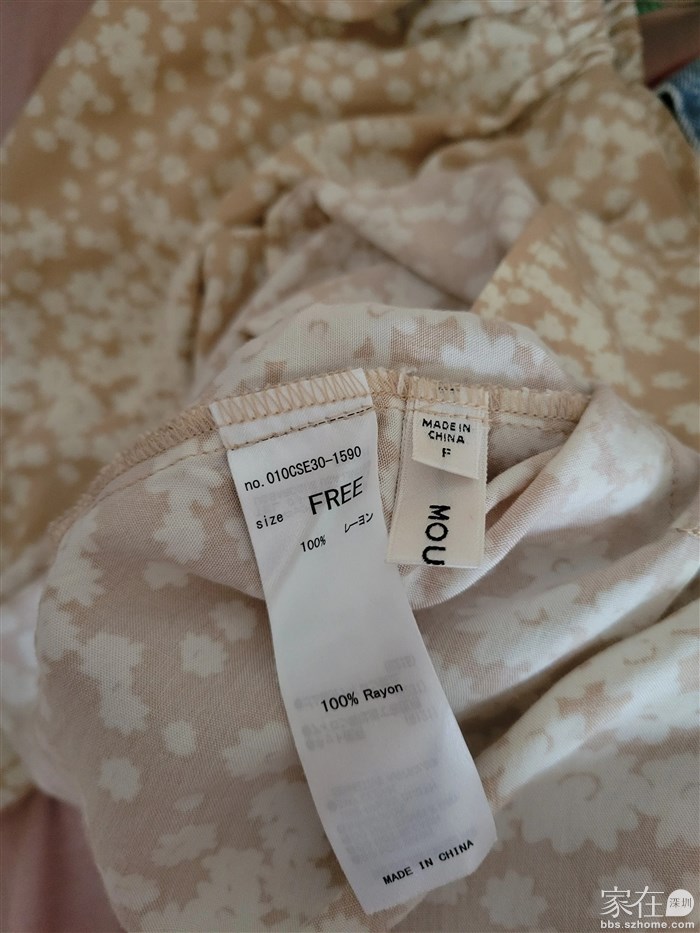 no. 010CSE30-1590
size FREE
100% レーヨン
100% Rayon
MADE IN CHINA
MADE IN
CHINA
F
MOU
家在深圳
bbs.szhome.com